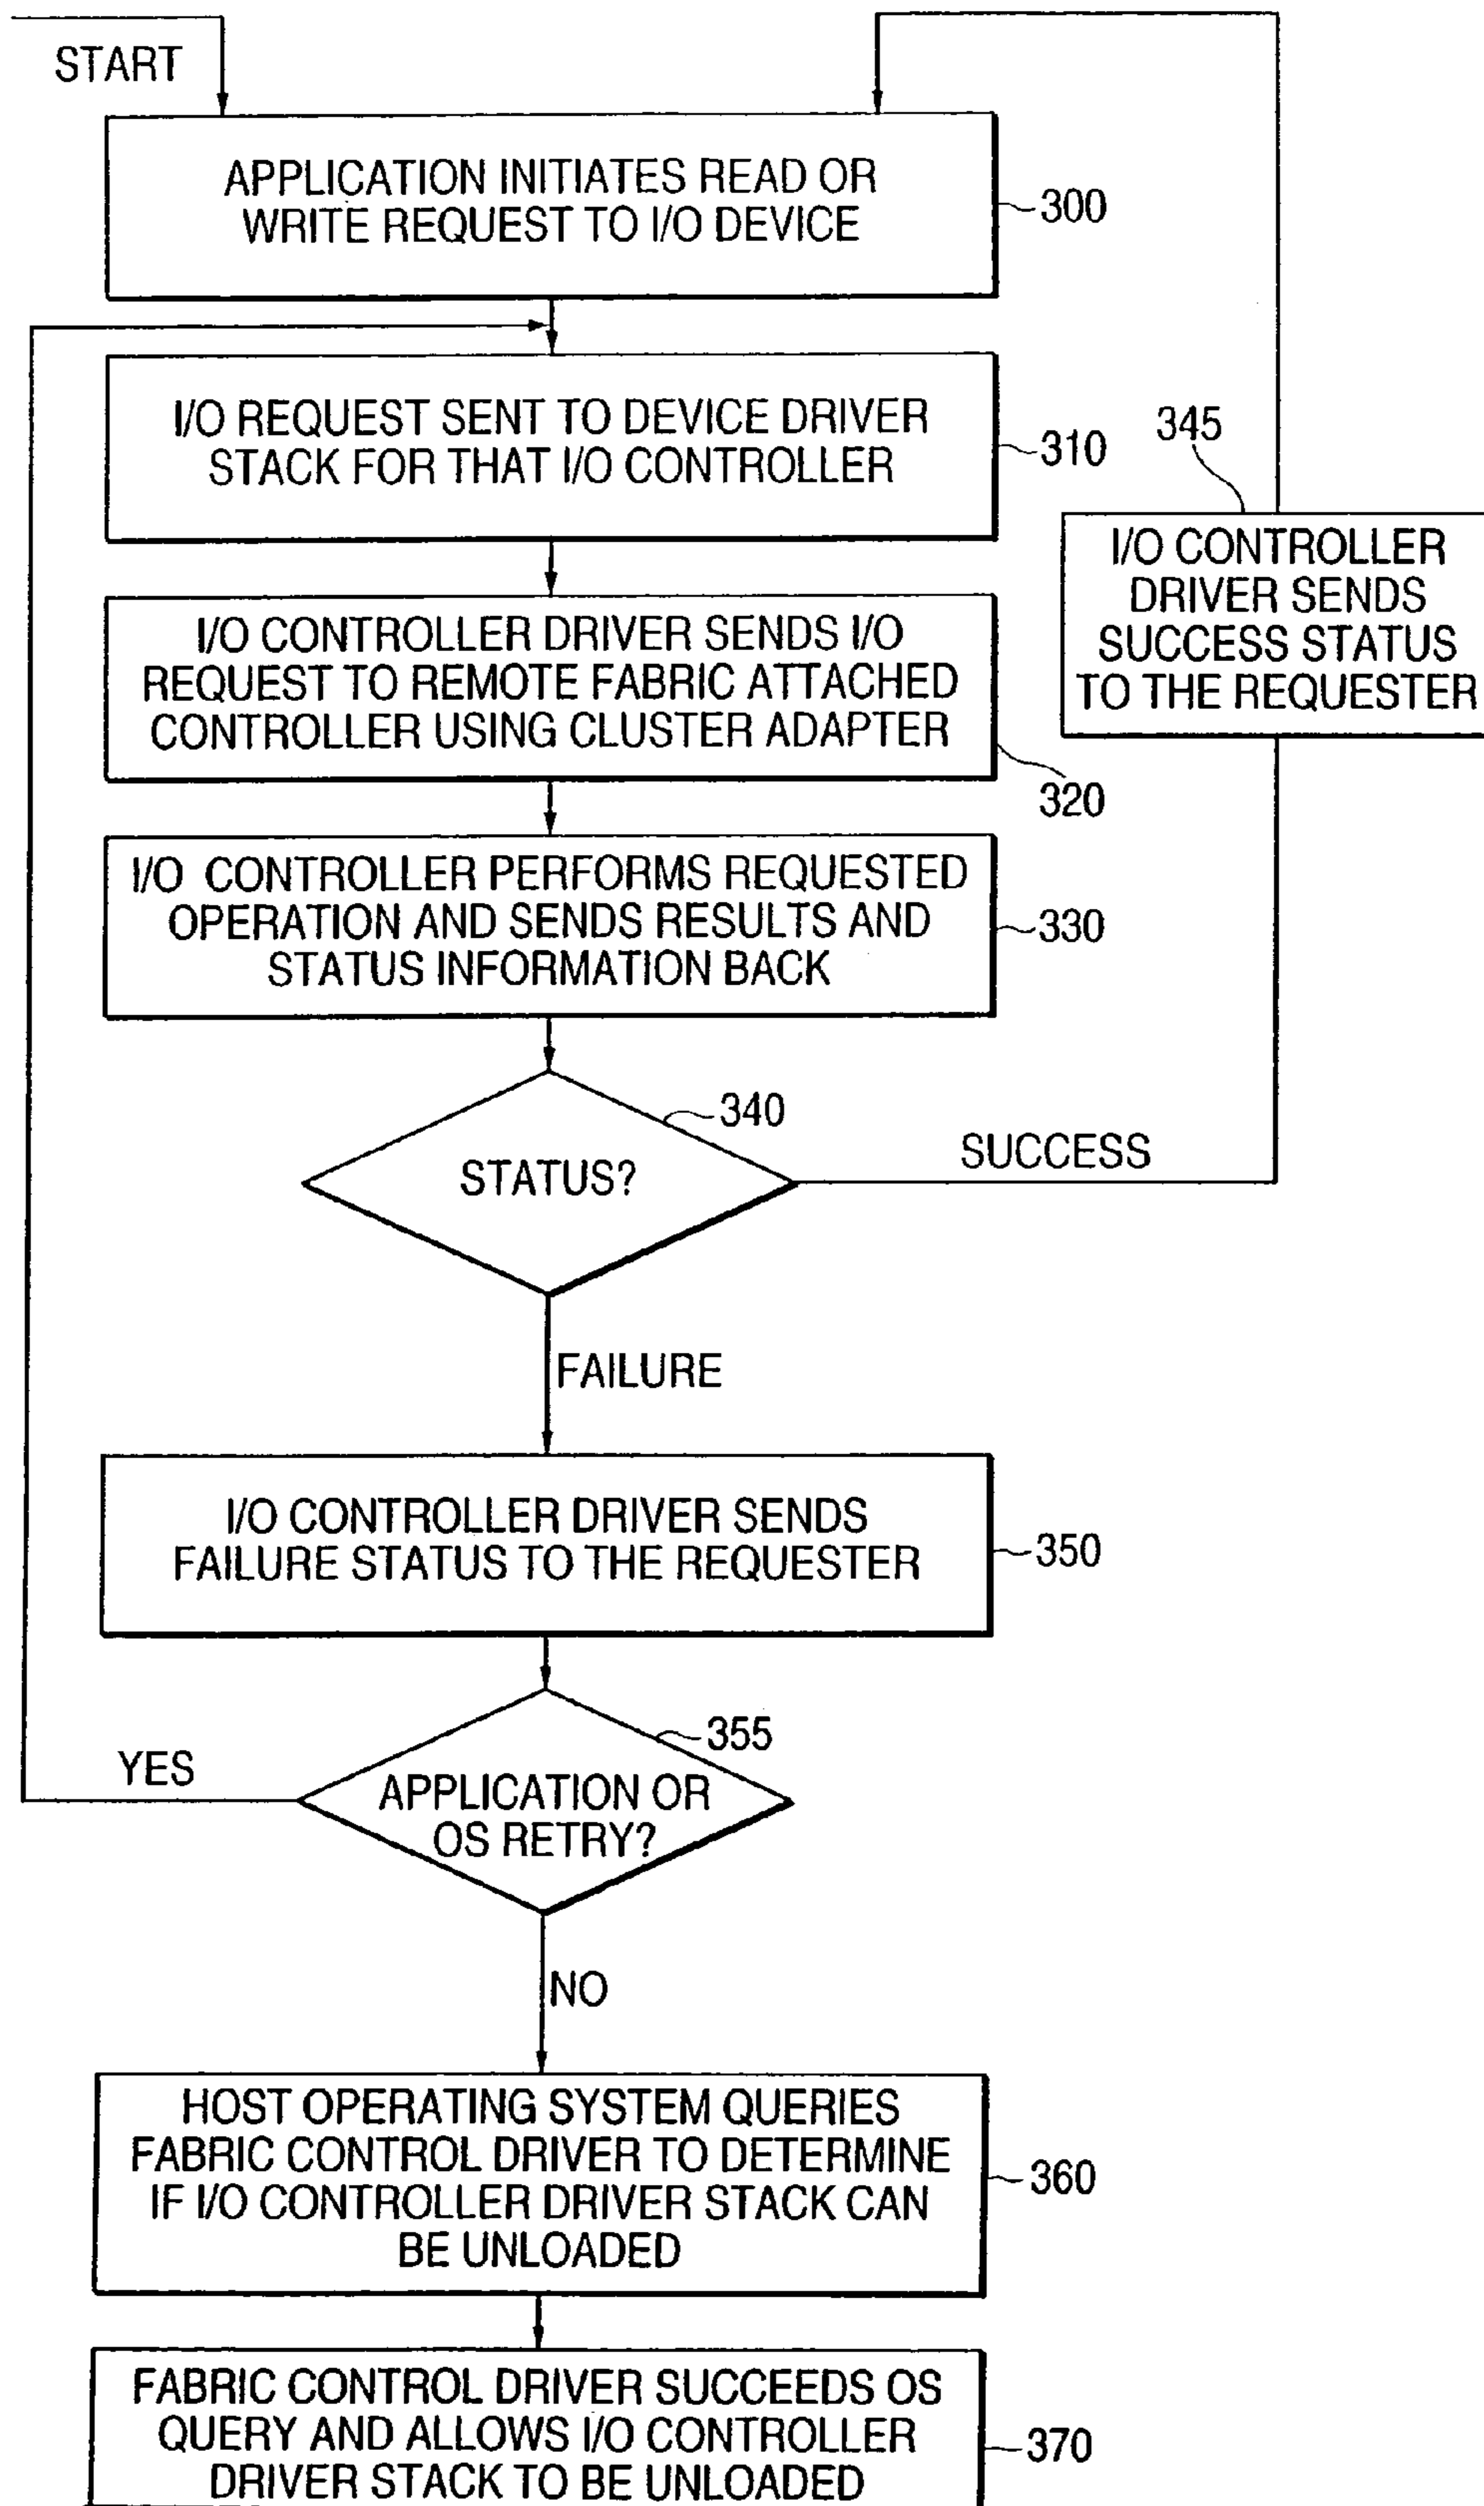 START
APPLICATION INITIATES READ OR
WRITE REQUEST TO I/O DEVICE
300
I/O REQUEST SENT TO DEVICE DRIVER
STACK FOR THAT I/O CONTROLLER
310
345
I/O CONTROLLER
DRIVER SENDS
SUCCESS STATUS
TO THE REQUESTER
I/O CONTROLLER DRIVER SENDS I/O
REQUEST TO REMOTE FABRIC ATTACHED
CONTROLLER USING CLUSTER ADAPTER
320
I/O CONTROLLER PERFORMS REQUESTED
OPERATION AND SENDS RESULTS AND
STATUS INFORMATION BACK
330
340
STATUS?
SUCCESS
FAILURE
I/O CONTROLLER DRIVER SENDS
FAILURE STATUS TO THE REQUESTER
350
355
YES
APPLICATION OR
OS RETRY?
NO
HOST OPERATING SYSTEM QUERIES
FABRIC CONTROL DRIVER TO DETERMINE
IF I/O CONTROLLER DRIVER STACK CAN
BE UNLOADED
360
FABRIC CONTROL DRIVER SUCCEEDS OS
QUERY AND ALLOWS I/O CONTROLLER
DRIVER STACK TO BE UNLOADED
370